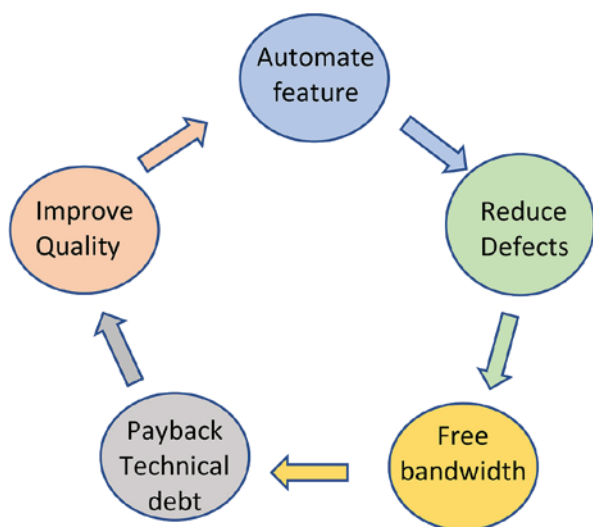 Automate
feature
Reduce
Defects
Free
bandwidth
Payback
Technical
debt
Improve
Quality